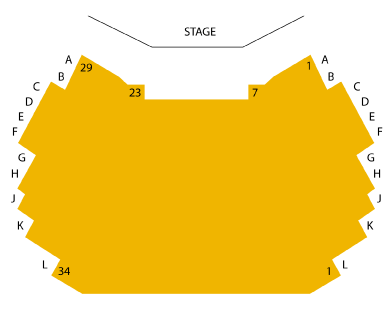 STAGE
A A
29 1
B B
C C
23 7
D D
E E
F F
G G
H H
J J
K K
L L
34 1